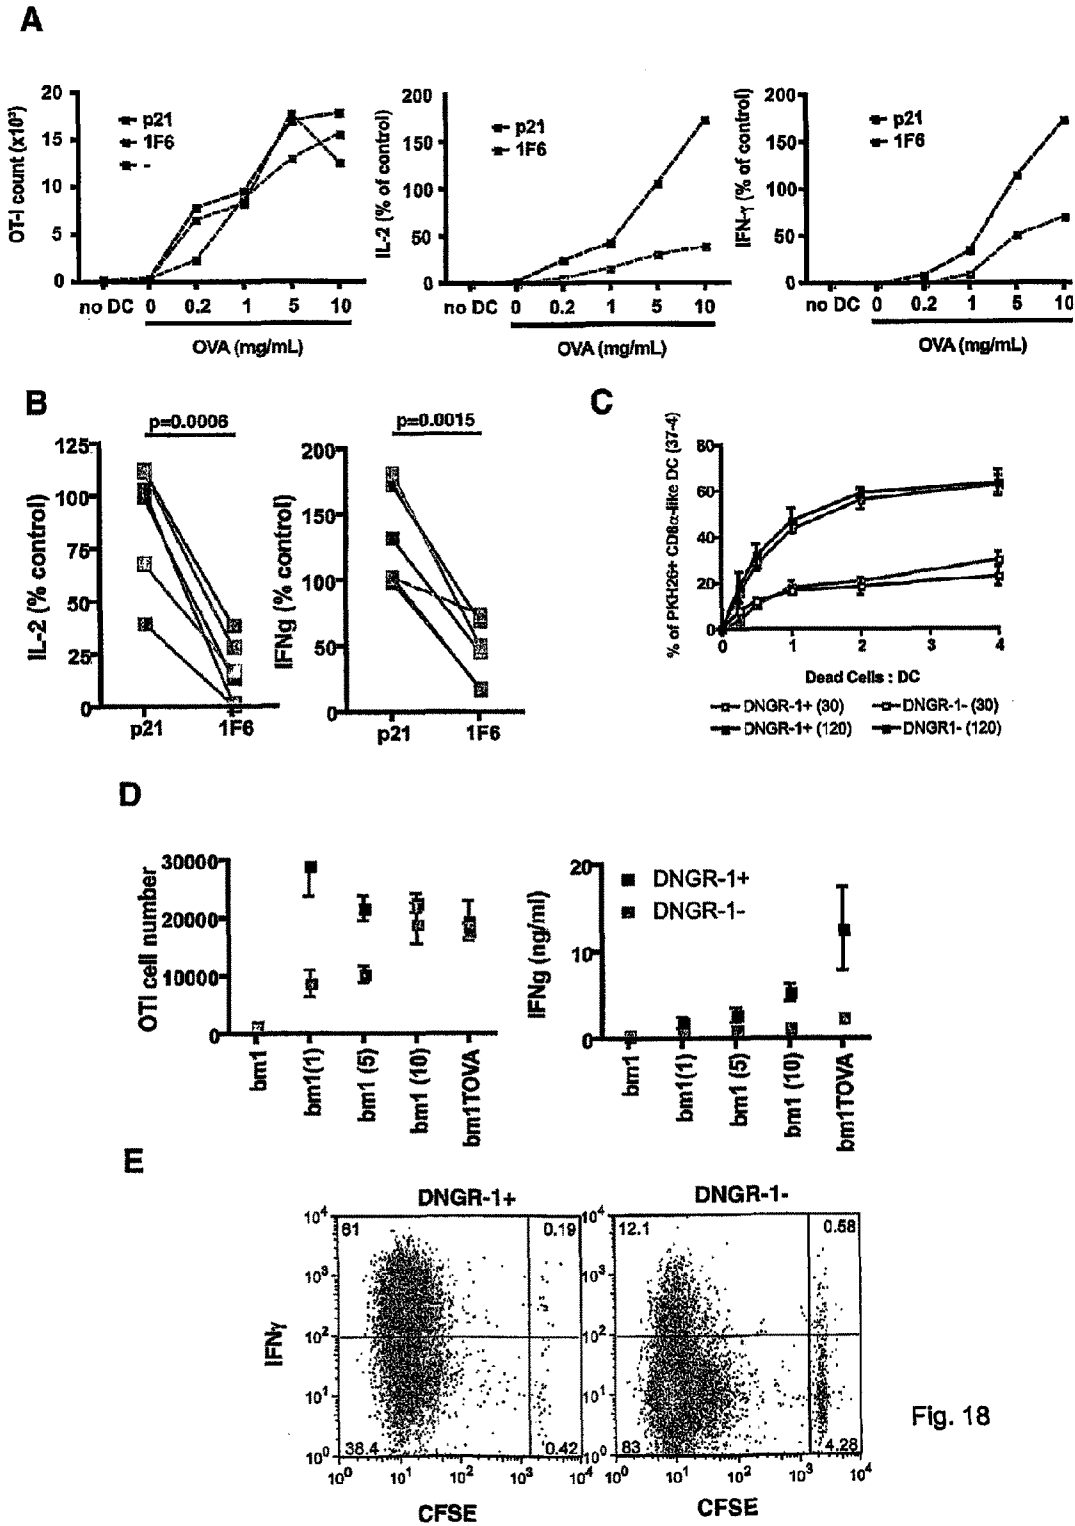 A
OT-I count (x10³)
20
15
10
5
0
p21
1F6
-
no DC 0 0.2 1 5 10
OVA (mg/mL)
IL-2 (% of control)
200
150
100
50
0
p21
1F6
no DC 0 0.2 1 5 10
OVA (mg/mL)
IFN-γ (% of control)
200
150
100
50
0
p21
1F6
no DC 0 0.2 1 5 10
OVA (mg/mL)
B
p=0.0006
IL-2 (% control)
125
100
75
50
25
0
p21 1F6
p=0.0015
IFNg (% control)
200
150
100
50
0
p21 1F6
C
% of PKH26+ CD8α-like DC (37-4)
80
60
40
20
0
0 1 2 3 4
Dead Cells : DC
DNGR-1+ (30) DNGR-1- (30)
DNGR-1+ (120) DNGR1- (120)
D
OTI cell number
30000
20000
10000
0
bm1
bm1(1)
bm1 (5)
bm1 (10)
bm1TOVA
IFNg (ng/ml)
20
10
0
DNGR-1+
DNGR-1-
bm1
bm1(1)
bm1 (5)
bm1 (10)
bm1TOVA
E
DNGR-1+
IFNγ
10⁴
10³
10²
10¹
10⁰
61 0.19
38.4 0.42
10⁰ 10¹ 10² 10³ 10⁴
CFSE
DNGR-1-
10⁴
10³
10²
10¹
10⁰
12.1 0.58
83 4.28
10⁰ 10¹ 10² 10³ 10⁴
CFSE
Fig. 18